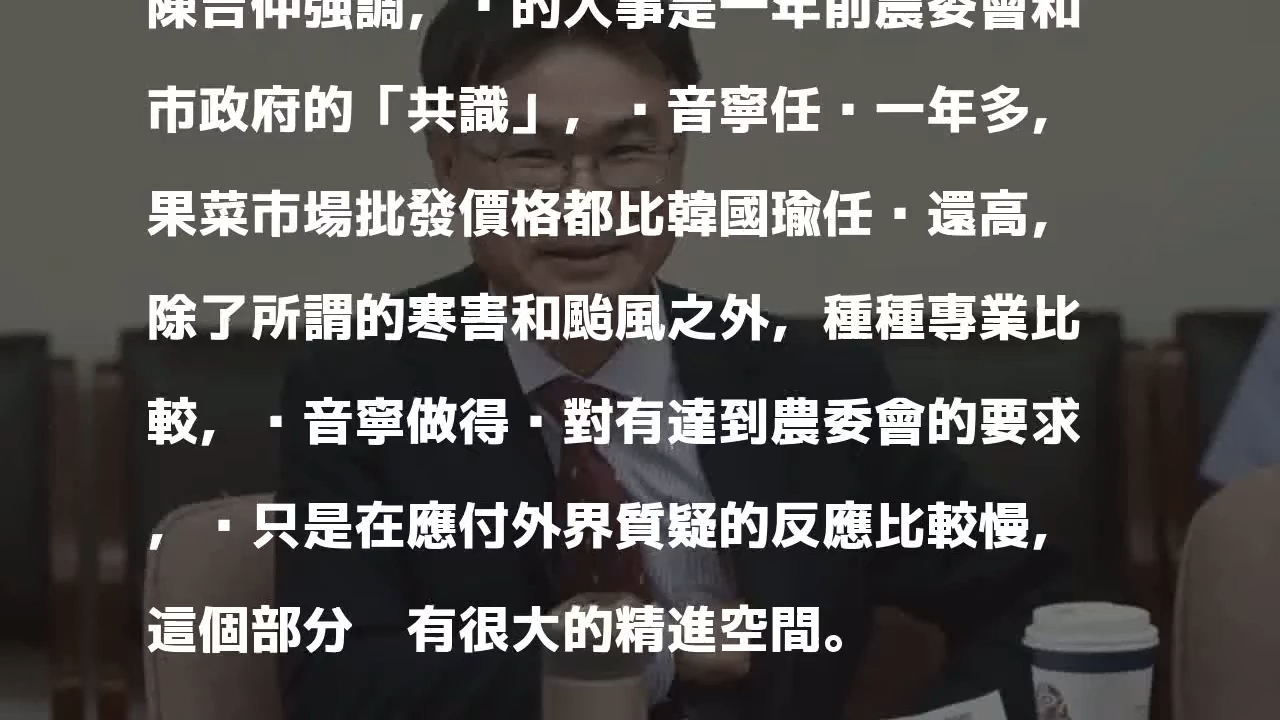 陳吉仲強調，▪的人事是一年前農委會和
市政府的「共識」，▪音寧任▪一年多，
果菜市場批發價格都比韓國瑜任▪還高，
除了所謂的寒害和颱風之外，種種專業比
較，▪音寧做得▪對有達到農委會的要求
，▪只是在應付外界質疑的反應比較慢，
這個部分　有很大的精進空間。